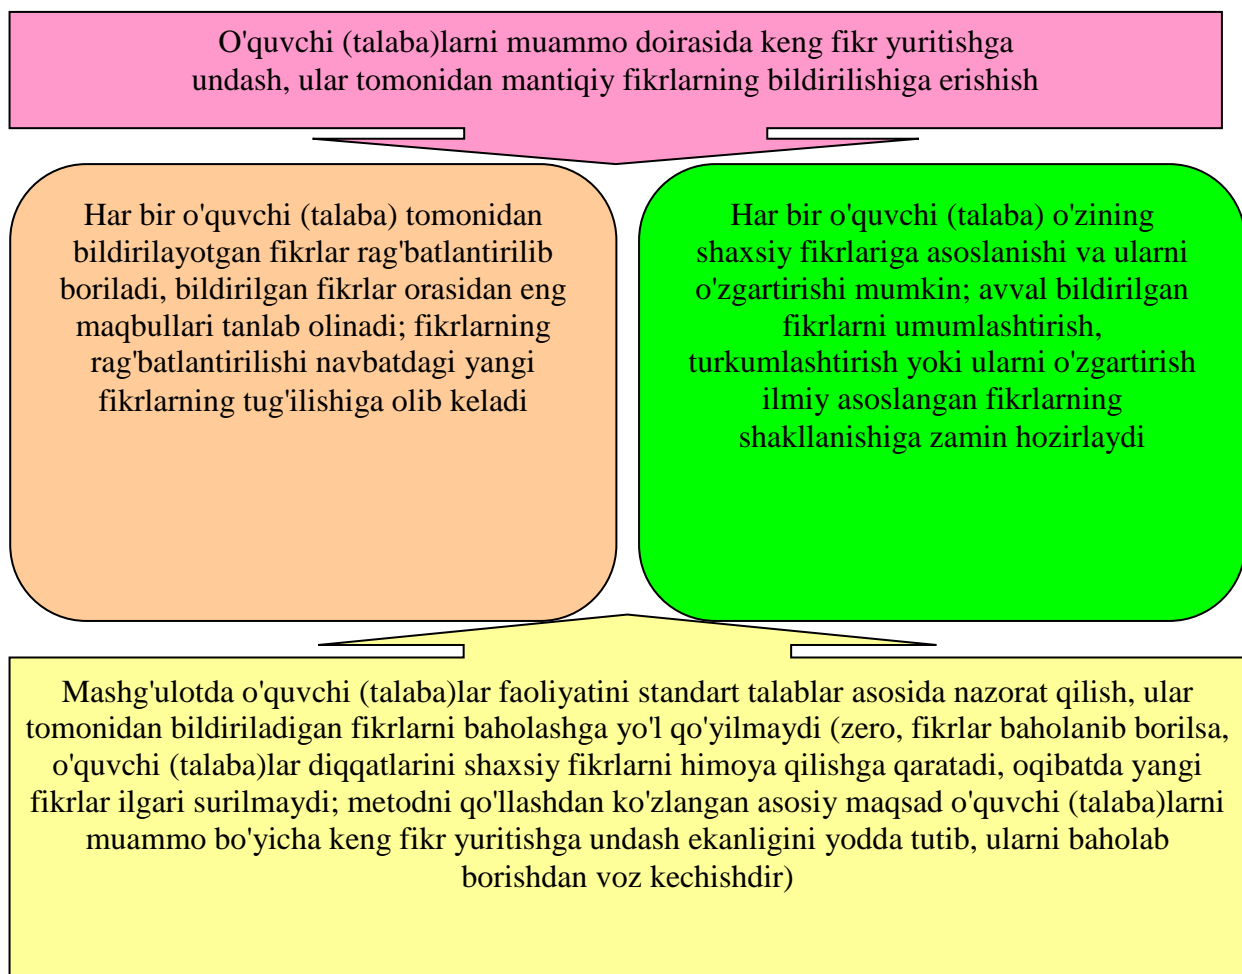 O'quvchi (talaba)larni muammo doirasida keng fikr yuritishga
undash, ular tomonidan mantiqiy fikrlarning bildirilishiga erishish
Har bir o'quvchi (talaba) tomonidan
bildirilayotgan fikrlar rag'batlantirilib
boriladi, bildirilgan fikrlar orasidan eng
maqbullari tanlab olinadi; fikrlarning
rag'batlantirilishi navbatdagi yangi
fikrlarning tug'ilishiga olib keladi
Har bir o'quvchi (talaba) o'zining
shaxsiy fikrlariga asoslanishi va ularni
o'zgartirishi mumkin; avval bildirilgan
fikrlarni umumlashtirish,
turkumlashtirish yoki ularni o'zgartirish
ilmiy asoslangan fikrlarning
shakllanishiga zamin hozirlaydi
Mashg'ulotda o'quvchi (talaba)lar faoliyatini standart talablar asosida nazorat qilish, ular
tomonidan bildiriladigan fikrlarni baholashga yo'l qo'yilmaydi (zero, fikrlar baholanib borilsa,
o'quvchi (talaba)lar diqqatlarini shaxsiy fikrlarni himoya qilishga qaratadi, oqibatda yangi
fikrlar ilgari surilmaydi; metodni qo'llashdan ko'zlangan asosiy maqsad o'quvchi (talaba)larni
muammo bo'yicha keng fikr yuritishga undash ekanligini yodda tutib, ularni baholab
borishdan voz kechishdir)